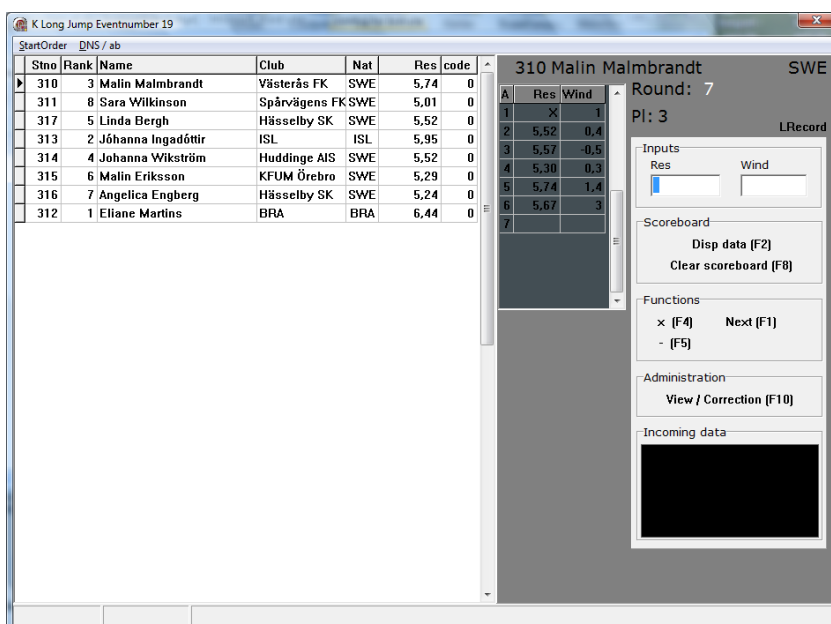 K Long Jump Eventnumber 19
StartOrder DNS / ab
Stno Rank Name Club Nat Res code
310 3 Malin Malmbrandt Västerås FK SWE 5,74 0
311 8 Sara Wilkinson Spårvägens FK SWE 5,01 0
317 5 Linda Bergh Hässelby SK SWE 5,52 0
313 2 Jóhanna Ingadóttir ISL ISL 5,95 0
314 4 Johanna Wikström Huddinge AIS SWE 5,52 0
315 6 Malin Eriksson KFUM Örebro SWE 5,29 0
316 7 Angelica Engberg Hässelby SK SWE 5,24 0
312 1 Eliane Martins BRA BRA 6,44 0
310 Malin Malmbrandt SWE
Round: 7
Pl: 3
LRecord
A Res Wind
1 X 1
2 5,52 0,4
3 5,57 -0,5
4 5,30 0,3
5 5,74 1,4
6 5,67 3
7
Inputs
Res Wind
Scoreboard
Disp data (F2)
Clear scoreboard (F8)
Functions
x (F4) Next (F1)
- (F5)
Administration
View / Correction (F10)
Incoming data